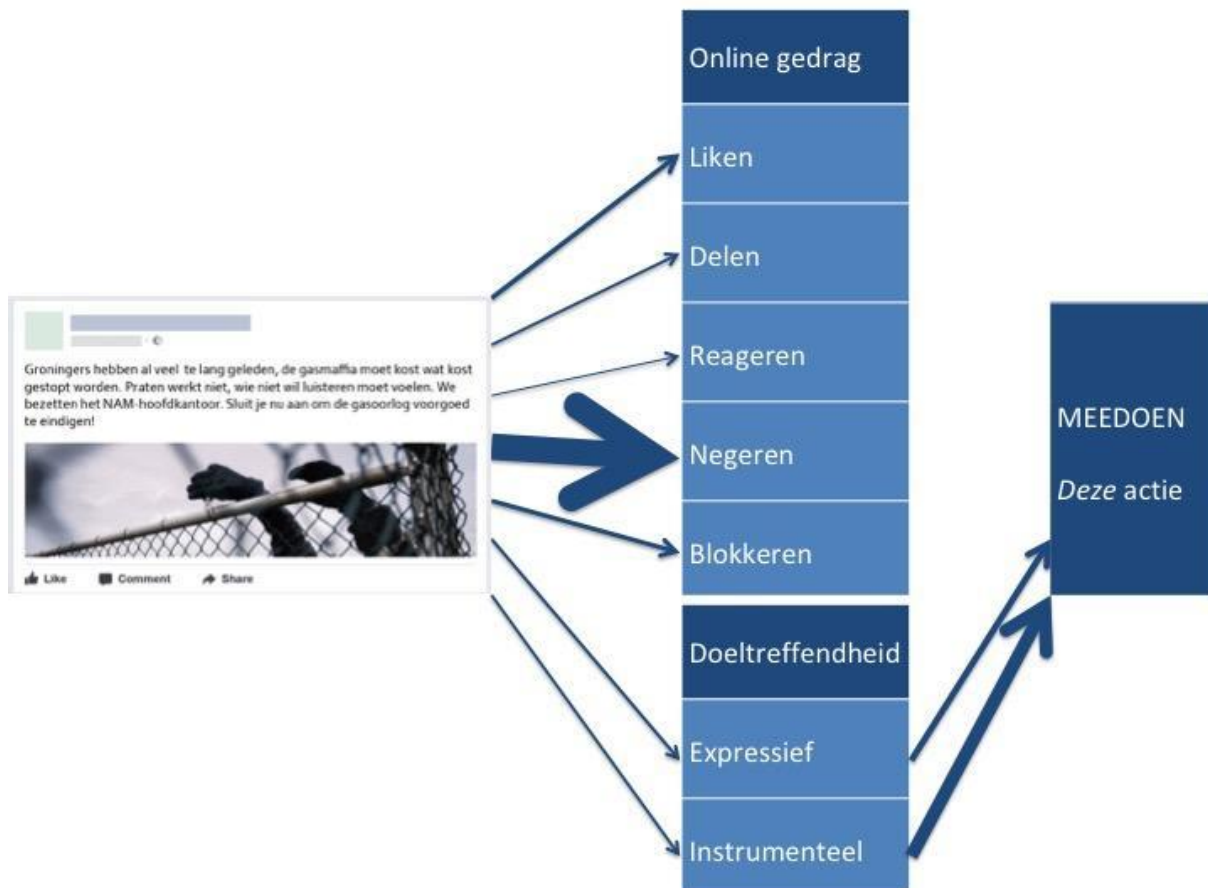 Groningers hebben al veel te lang geleden, de gasmaffia moet kost wat kost
gestopt worden. Praten werkt niet, wie niet wil luisteren moet voelen. We
bezetten het NAM-hoofdkantoor. Sluit je nu aan om de gasoorlog voorgoed
te eindigen!
Like
Comment
Share
Online gedrag
Liken
Delen
Reageren
Negeren
Blokkeren
Doeltreffendheid
Expressief
Instrumenteel
MEEDOEN
Deze actie